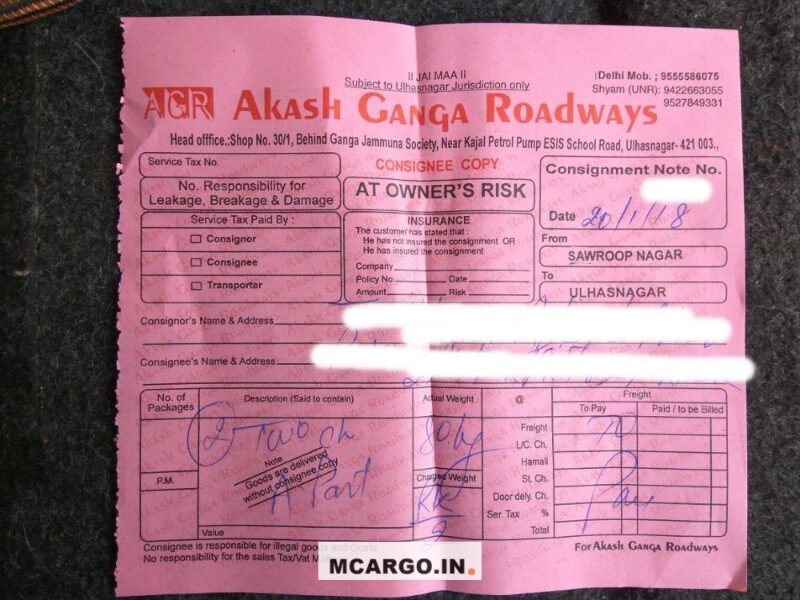 II JAI MAA II
Subject to Ulhasnagar Jurisdiction only
Delhi Mob. ; 9555586075
Shyam (UNR): 9422663055
9527849331
AGR Akash Ganga Roadways
Head offfice.:Shop No. 30/1, Behind Ganga Jammuna Society, Near Kajal Petrol Pump ESIS School Road, Ulhasnagar- 421 003.,
Service Tax No.
CONSIGNEE COPY
Consignment Note No.
No. Responsibility for
Leakage, Breakage & Damage
AT OWNER'S RISK
Date 20/1/18
Service Tax Paid By :
Consignor
Consignee
Transporter
INSURANCE
The customer has stated that :
He has not insured the consignment OR
He has insured the consignment
Company
Policy No. Date
Amount Risk
From
SAWROOP NAGAR
To
ULHASNAGAR
Consignor's Name & Address
Consignee's Name & Address
No. of
Packages
Description (Said to contain)
Actual Weight
@
Freight
To Pay
Paid / to be Billed
2 Two
80 kg
Freight
To
L/C. Ch,
Hamali
St. Ch.
Door dely. Ch.
Ser. Tax %
Total
Pay
P.M.
Note
Goods are delivered
without consignee copy
A Part
Charged Weight
Value
Consignee is responsible for illegal goods and Octroi
No responsibility for the sales Tax/Vat
For Akash Ganga Roadways
MCARGO.IN.